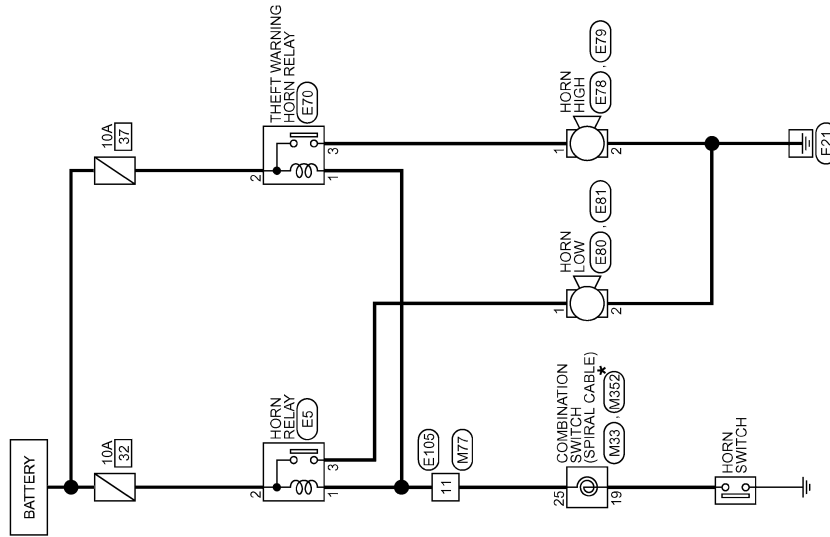 BATTERY
10A
32
10A
37
HORN
RELAY
E5
2
3
1
THEFT WARNING
HORN RELAY
E70
2
3
1
E105
11
M77
COMBINATION
SWITCH
(SPIRAL CABLE)
M33 , M352 *
25
19
HORN
LOW
E80 , E81
1
2
HORN
HIGH
E78 , E79
1
2
HORN
SWITCH
E21